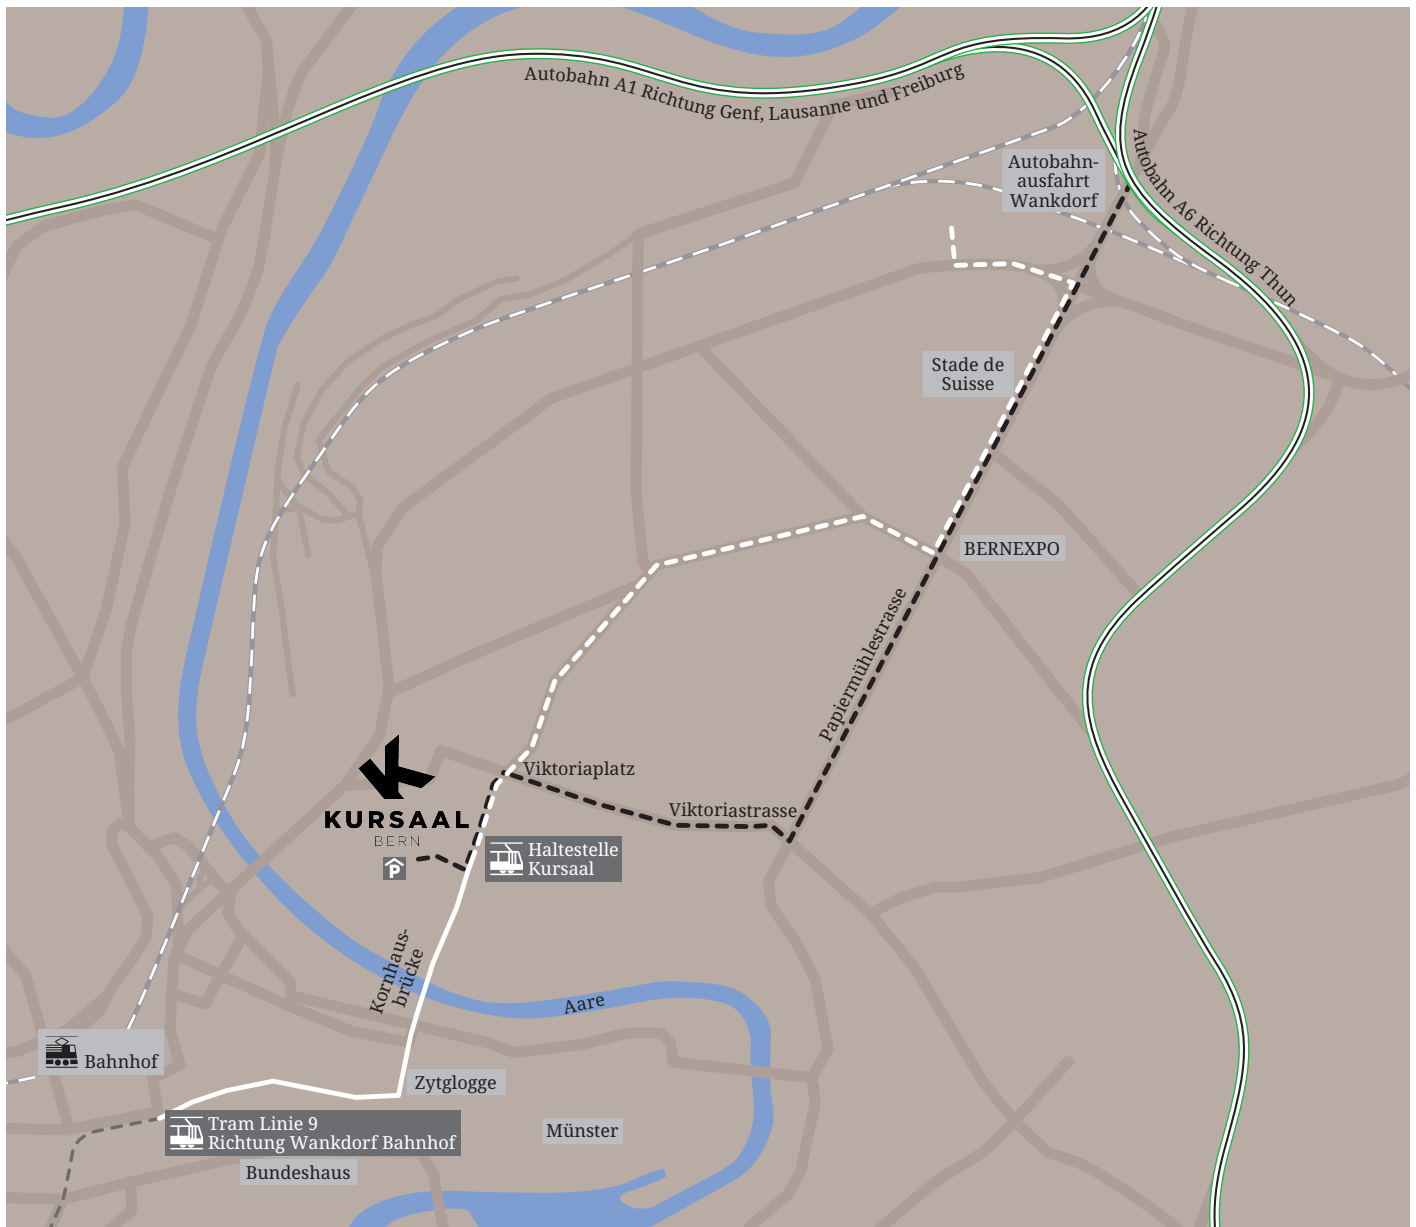 Autobahn A1 Richtung Genf, Lausanne und Freiburg
Autobahn-
ausfahrt
Wankdorf
Autobahn A6 Richtung Thun
Stade de
Suisse
BERNEXPO
Papiermühlestrasse
Viktoriaplatz
Viktoriastrasse
KURSAAL
BERN
P
Haltestelle
Kursaal
Kornhaus-
brücke
Aare
Bahnhof
Zytglogge
Tram Linie 9
Richtung Wankdorf Bahnhof
Münster
Bundeshaus